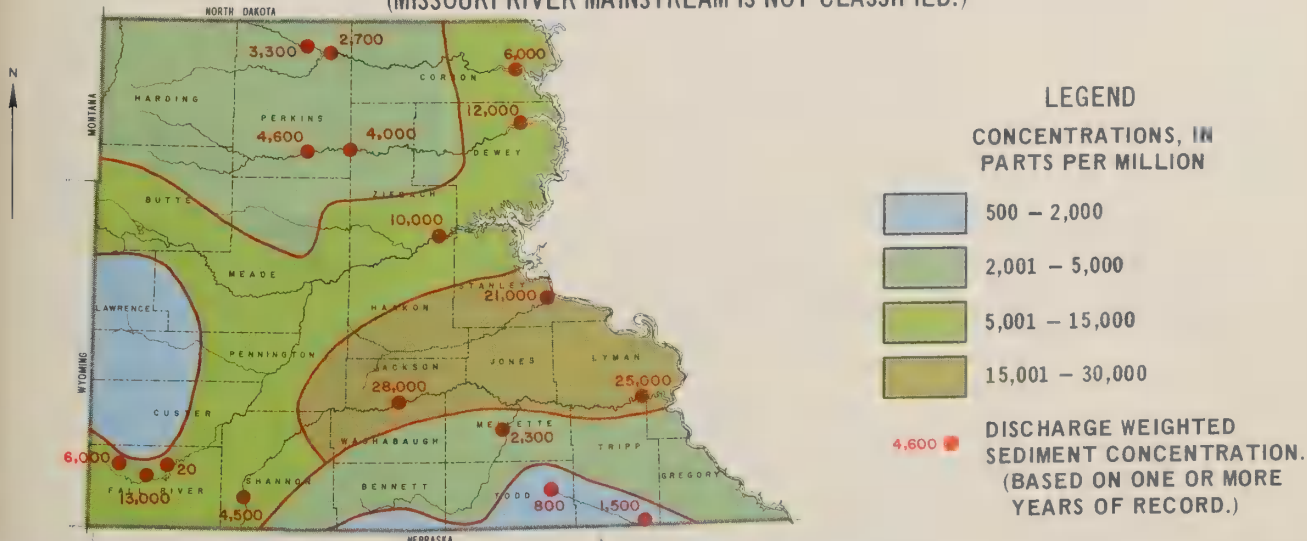 (MISSOURI RIVER MAINSTREAM IS NOT CLASSIFIED.)
NORTH DAKOTA
N
MONTANA
WYOMING
NEBRASKA
3,300
2,700
6,000
CORSON
HARDING
PERKINS
12,000
4,600
4,000
DEWEY
BUTTE
ZIEBACH
10,000
MEADE
STANLEY
21,000
HAAKON
LAWRENCE
PENNINGTON
JACKSON
JONES
LYMAN
28,000
25,000
CUSTER
WASHABAUGH
MELLETTE
2,300
TRIPP
6,000
20
13,000
FALL RIVER
SHANNON
4,500
BENNETT
TODD
800
1,500
GREGORY
LEGEND
CONCENTRATIONS, IN
PARTS PER MILLION
500 – 2,000
2,001 – 5,000
5,001 – 15,000
15,001 – 30,000
4,600
DISCHARGE WEIGHTED
SEDIMENT CONCENTRATION.
(BASED ON ONE OR MORE
YEARS OF RECORD.)